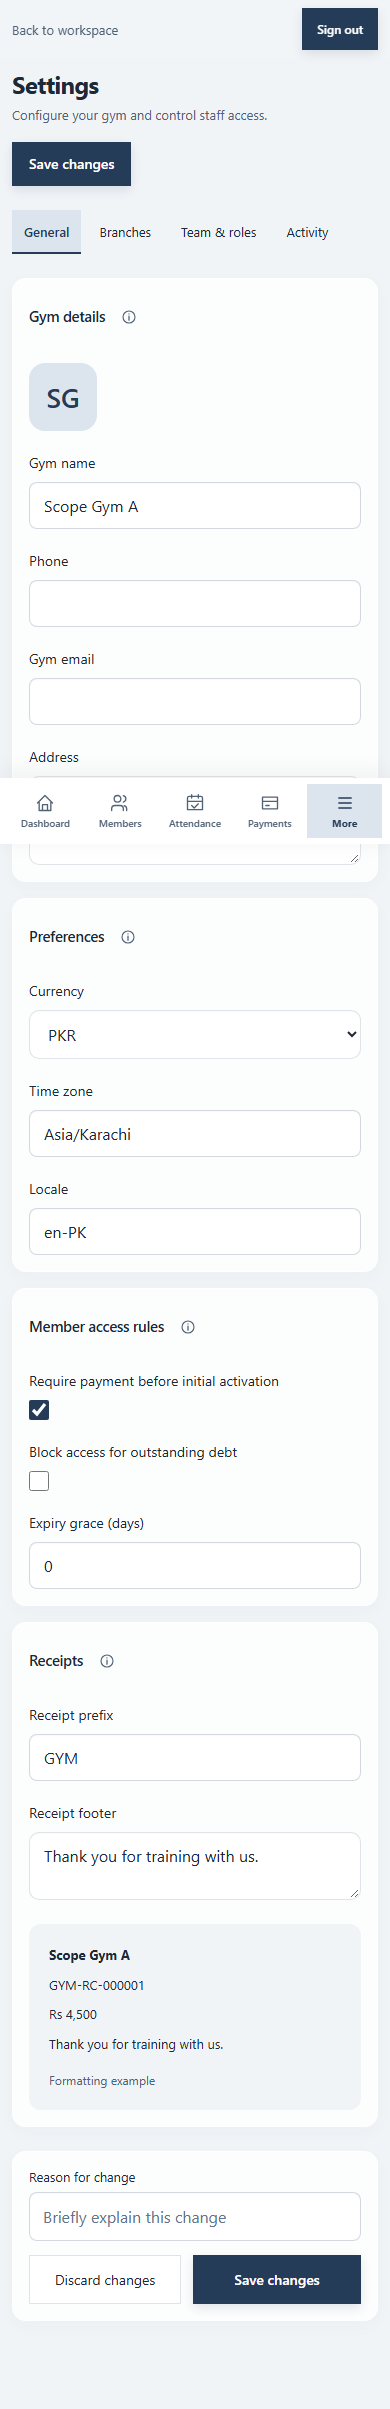 Back to workspace
Sign out
Settings
Configure your gym and control staff access.
Save changes
General
Branches
Team & roles
Activity
Gym details
SG
Gym name
Scope Gym A
Phone
Gym email
Address
Dashboard
Members
Attendance
Payments
More
Preferences
Currency
PKR
Time zone
Asia/Karachi
Locale
en-PK
Member access rules
Require payment before initial activation
Block access for outstanding debt
Expiry grace (days)
0
Receipts
Receipt prefix
GYM
Receipt footer
Thank you for training with us.
Scope Gym A
GYM-RC-000001
Rs 4,500
Thank you for training with us.
Formatting example
Reason for change
Briefly explain this change
Discard changes
Save changes